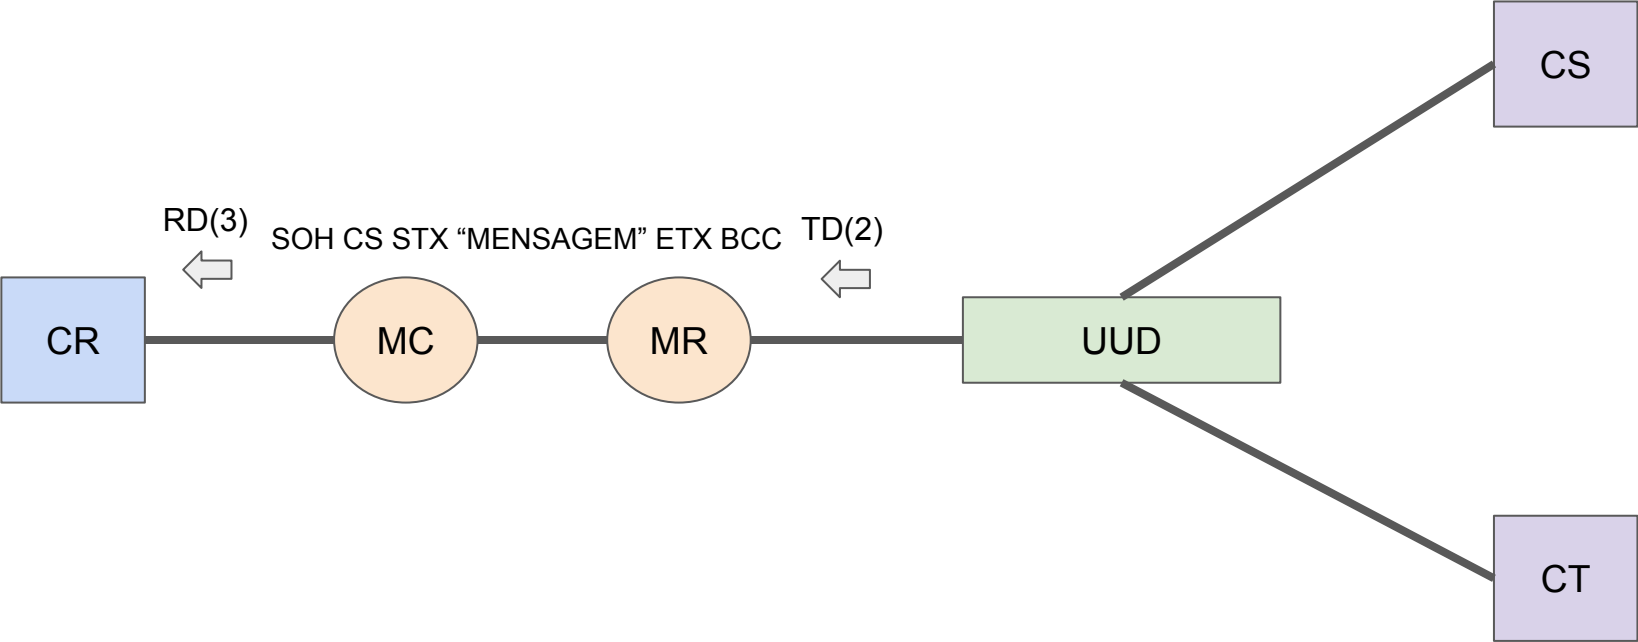 CS
RD(3)
SOH CS STX “MENSAGEM” ETX BCC
TD(2)
CR
MC
MR
UUD
CT